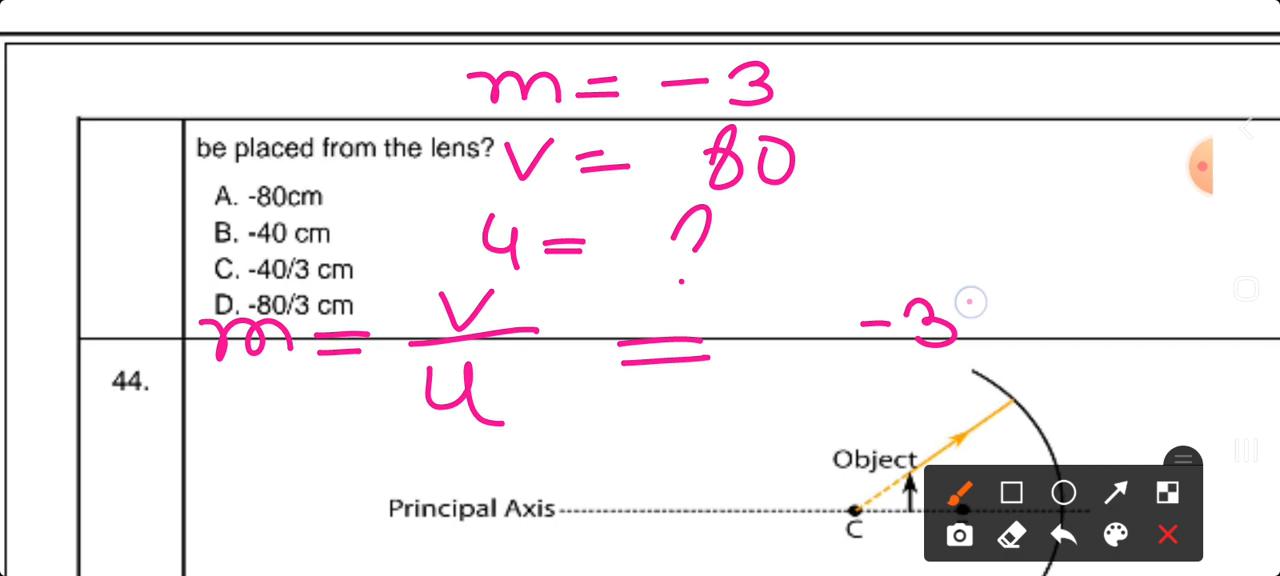 m = -3
be placed from the lens? v = 80
A. -80cm
B. -40 cm u = ?
C. -40/3 cm
D. -80/3 cm
m = v/u = -3
44.
Object
Principal Axis
C